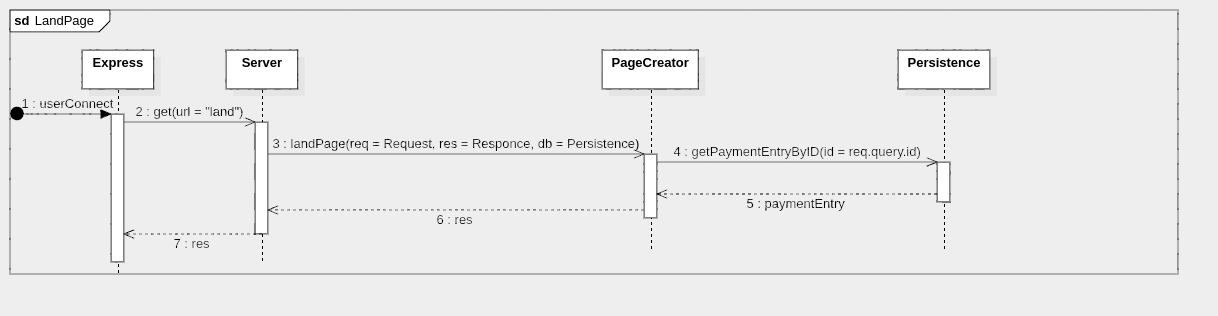 sd LandPage
Express
Server
PageCreator
Persistence
1 : userConnect
2 : get(url = "land")
3 : landPage(req = Request, res = Responce, db = Persistence)
4 : getPaymentEntryByID(id = req.query.id)
5 : paymentEntry
6 : res
7 : res